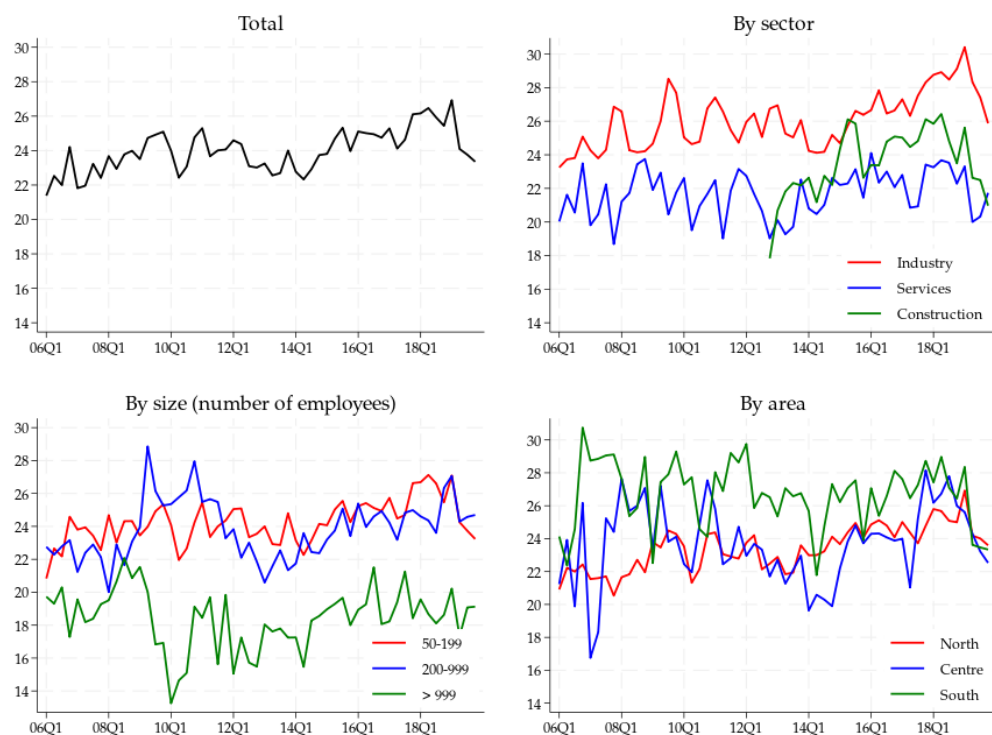 Total
30
28
26
24
22
20
18
16
14
06Q1 08Q1 10Q1 12Q1 14Q1 16Q1 18Q1
By sector
30
28
26
24
22
20
18
16
14
Industry
Services
Construction
06Q1 08Q1 10Q1 12Q1 14Q1 16Q1 18Q1
By size (number of employees)
30
28
26
24
22
20
18
16
14
50-199
200-999
> 999
06Q1 08Q1 10Q1 12Q1 14Q1 16Q1 18Q1
By area
30
28
26
24
22
20
18
16
14
North
Centre
South
06Q1 08Q1 10Q1 12Q1 14Q1 16Q1 18Q1